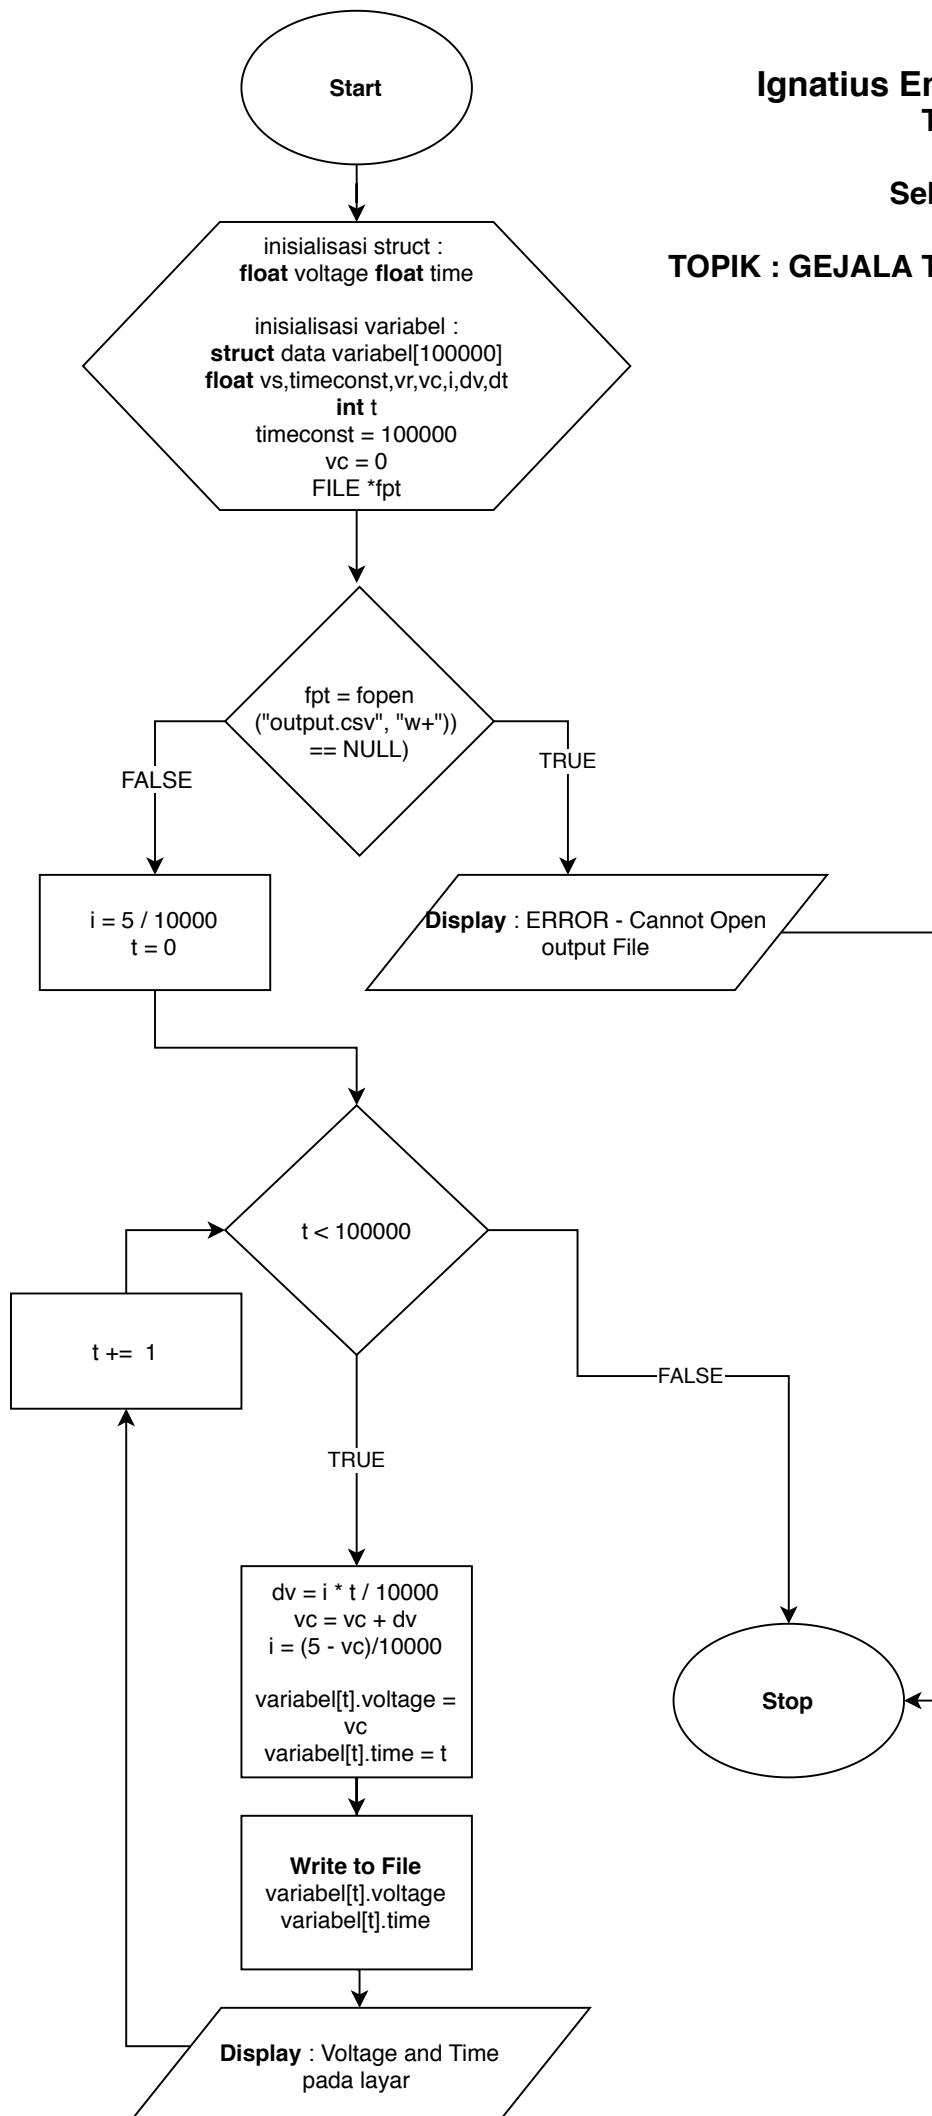 Start
Ignatius Er
T
Sel
TOPIK : GEJALA T
inisialisasi struct :
float voltage float time
inisialisasi variabel :
struct data variabel[100000]
float vs,timeconst,vr,vc,i,dv,dt
int t
timeconst = 100000
vc = 0
FILE *fpt
fpt = fopen
("output.csv", "w+"))
== NULL)
FALSE
TRUE
i = 5 / 10000
t = 0
Display : ERROR - Cannot Open
output File
t < 100000
t += 1
FALSE
TRUE
dv = i * t / 10000
vc = vc + dv
i = (5 - vc)/10000
variabel[t].voltage =
vc
variabel[t].time = t
Stop
Write to File
variabel[t].voltage
variabel[t].time
Display : Voltage and Time
pada layar